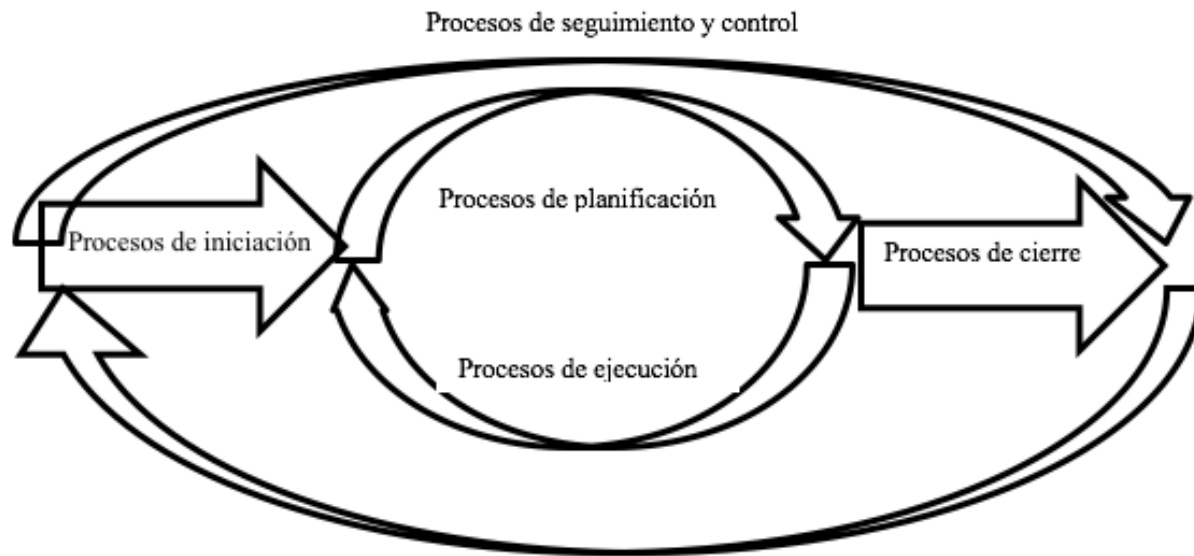 Procesos de seguimiento y control
Procesos de planificación
Procesos de iniciación
Procesos de cierre
Procesos de ejecución